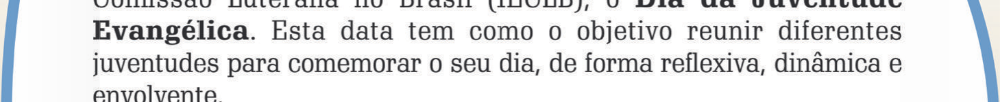 Luterana no Brasil (IECLB), o Dia da Juventude
Evangélica. Esta data tem como o objetivo reunir diferentes
juventudes para comemorar o seu dia, de forma reflexiva, dinâmica e
envolvente.